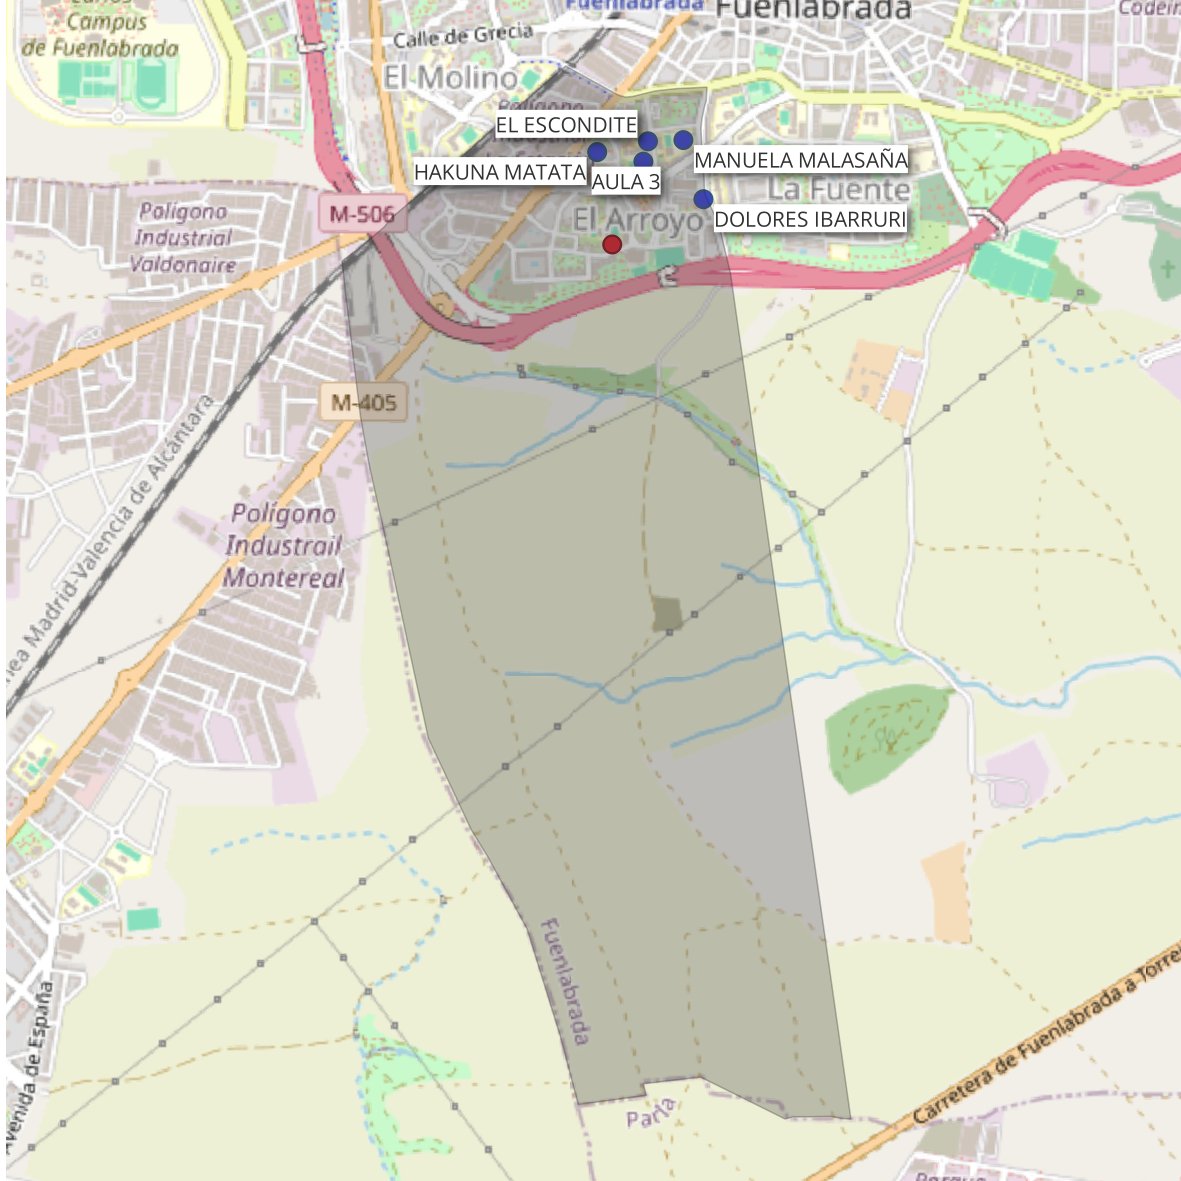 Campus
de Fuenlabrada
Fuenlabrada
Fuenlabrada
Calle de Grecia
El Molino
Polígono
EL ESCONDITE
HAKUNA MATATA
AULA 3
MANUELA MALASAÑA
La Fuente
DOLORES IBARRURI
El Arroyo
M-506
Polígono
Industrial
Valdonaire
M-405
Línea Madrid-Valencia de Alcántara
Polígono
Industrail
Montereal
Fuenlabrada
Parla
Avenida de España
Carretera de Fuenlabrada a Torre